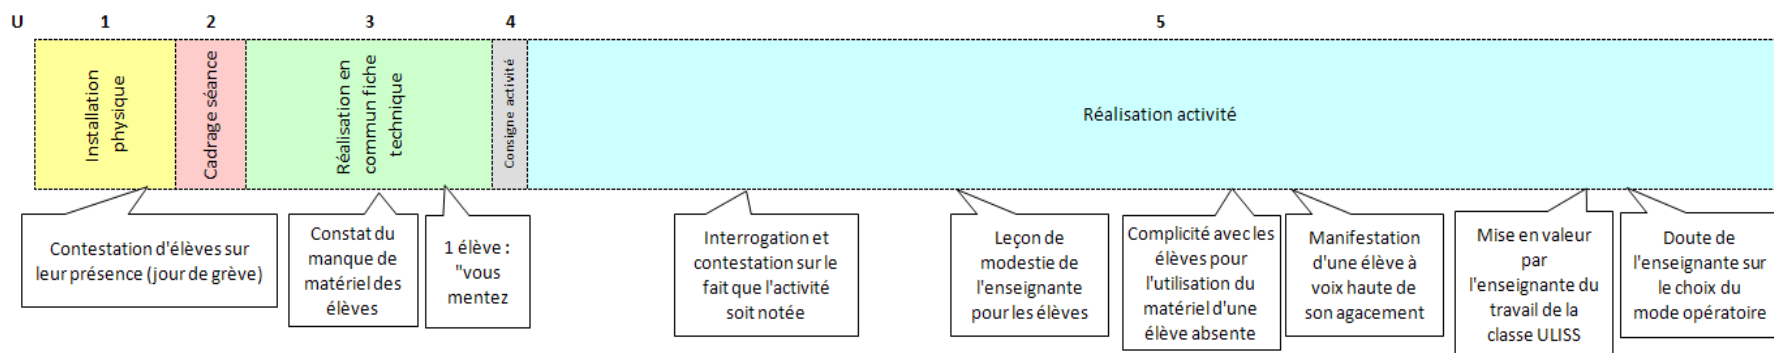 U 1 2 3 4 5
Installation
physique
Cadrage séance
Réalisation en
commun fiche
technique
Consigne activité
Réalisation activité
Contestation d'élèves sur
leur présence (jour de grève)
Constat du
manque de
matériel des
élèves
1 élève :
"vous
mentez
Interrogation et
contestation sur le
fait que l'activité
soit notée
Leçon de
modestie de
l'enseignante
pour les élèves
Complicité avec les
élèves pour
l'utilisation du
matériel d'une
élève absente
Manifestation
d'une élève à
voix haute de
son agacement
Mise en valeur
par
l'enseignante du
travail de la
classe ULISS
Doute de
l'enseignante sur
le choix du
mode opératoire